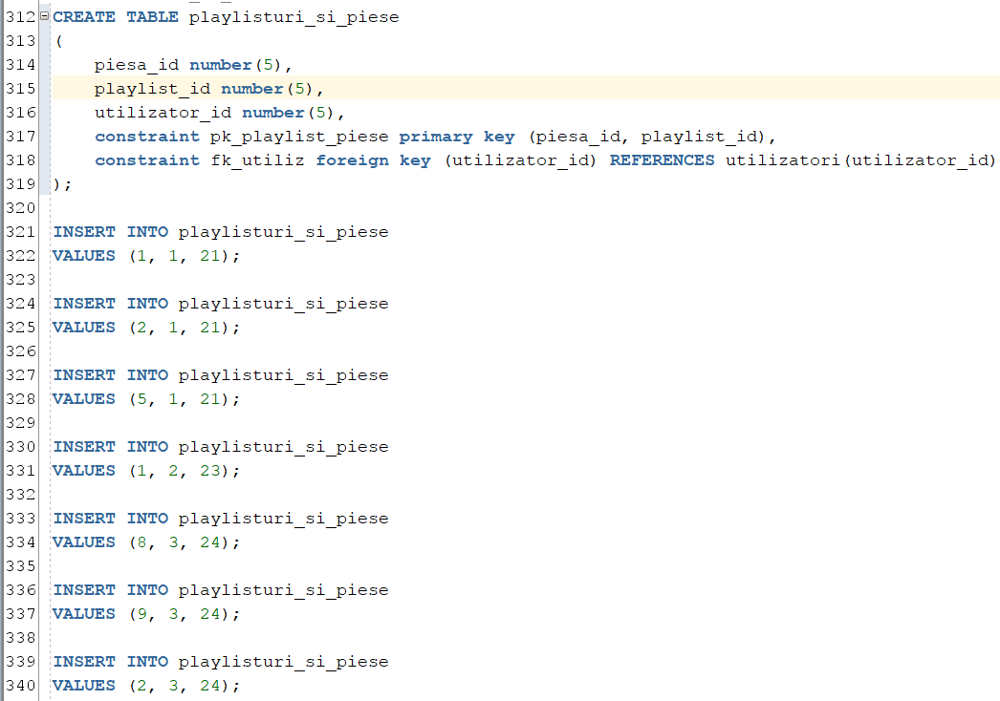 312 CREATE TABLE playlisturi_si_piese
313 (
314     piesa_id number(5),
315     playlist_id number(5),
316     utilizator_id number(5),
317     constraint pk_playlist_piese primary key (piesa_id, playlist_id),
318     constraint fk_utiliz foreign key (utilizator_id) REFERENCES utilizatori(utilizator_id)
319 );
320
321 INSERT INTO playlisturi_si_piese
322 VALUES (1, 1, 21);
323
324 INSERT INTO playlisturi_si_piese
325 VALUES (2, 1, 21);
326
327 INSERT INTO playlisturi_si_piese
328 VALUES (5, 1, 21);
329
330 INSERT INTO playlisturi_si_piese
331 VALUES (1, 2, 23);
332
333 INSERT INTO playlisturi_si_piese
334 VALUES (8, 3, 24);
335
336 INSERT INTO playlisturi_si_piese
337 VALUES (9, 3, 24);
338
339 INSERT INTO playlisturi_si_piese
340 VALUES (2, 3, 24);